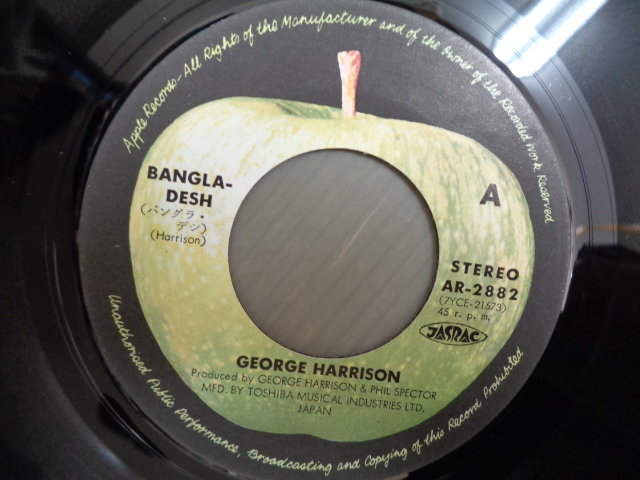 Apple Records-All Rights of the Manufacturer and of the Owner of the Recorded Work Reserved
BANGLA-
DESH
(バングラ・
デシ)
(Harrison)
A
STEREO
AR-2882
(7YCE-21573)
45 r. p. m.
JASRAC
GEORGE HARRISON
Produced by GEORGE HARRISON & PHIL SPECTOR
MFD. BY TOSHIBA MUSICAL INDUSTRIES LTD.
JAPAN
Unauthorised Public Performance, Broadcasting and Copying of this Record Prohibited